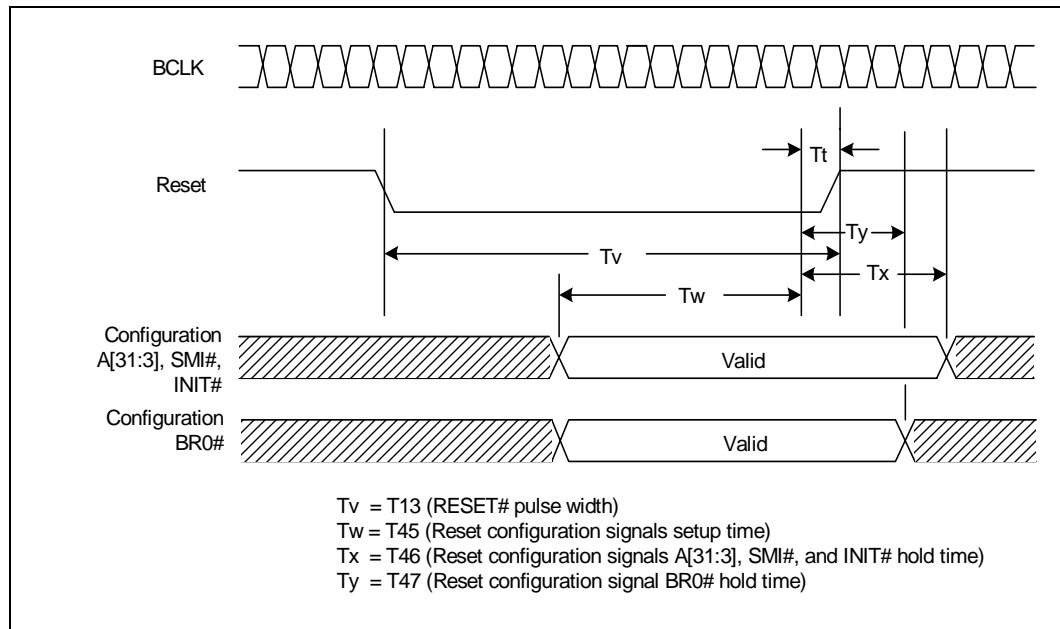 BCLK
Tt
Reset
Ty
Tv
Tx
Tw
Configuration
A[31:3], SMI#,
INIT#
Valid
Configuration
BR0#
Valid
Tv = T13 (RESET# pulse width)
Tw = T45 (Reset configuration signals setup time)
Tx = T46 (Reset configuration signals A[31:3], SMI#, and INIT# hold time)
Ty = T47 (Reset configuration signal BR0# hold time)